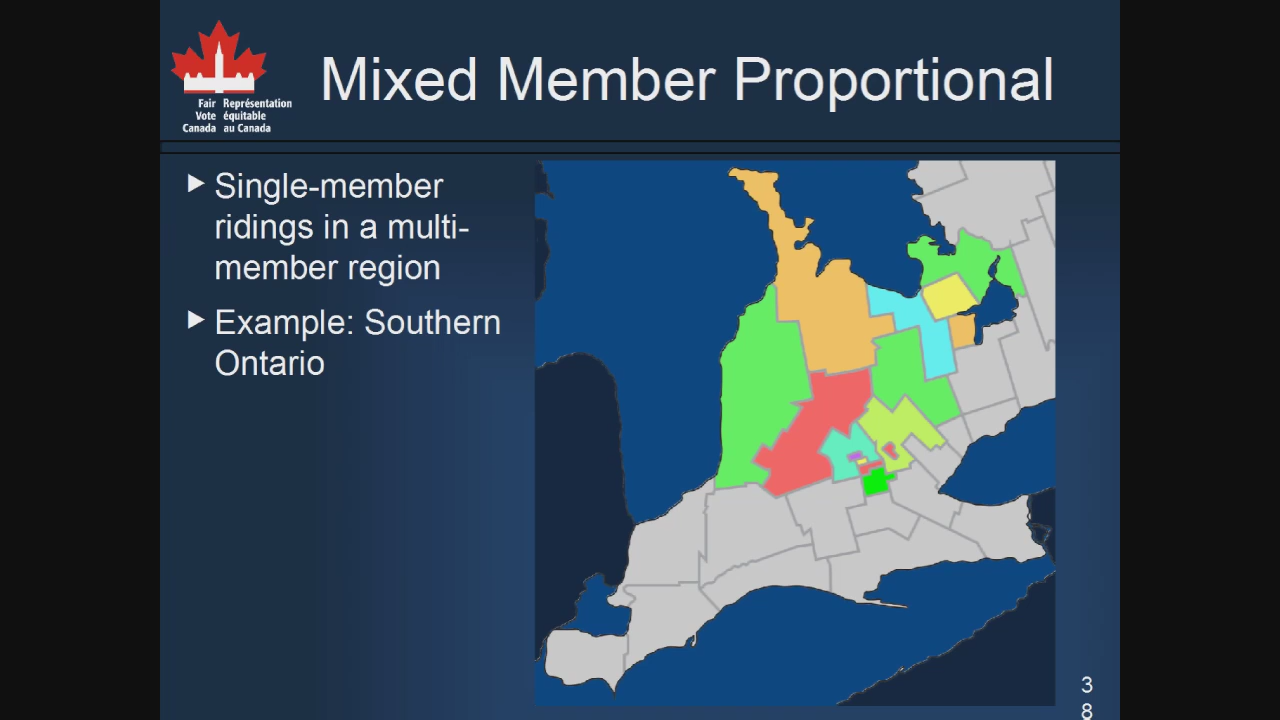 Mixed Member Proportional
Fair Représentation
Vote équitable
Canada au Canada
Single-member
ridings in a multi-
member region
Example: Southern
Ontario
3
8